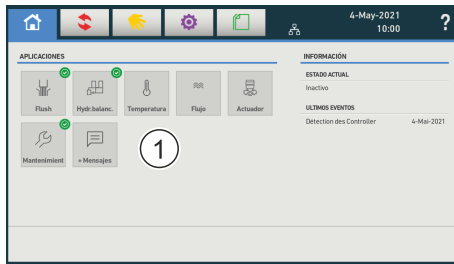 4-May-2021
10:00
?
APLICACIONES
Flush
Hydr.balanc.
Temperatura
Flujo
Actuador
Mantenimient
+Mensajes
1
INFORMACIÓN
ESTADO ACTUAL
Inactivo
ULTIMOS EVENTOS
Détection des Controller 4-Mai-2021